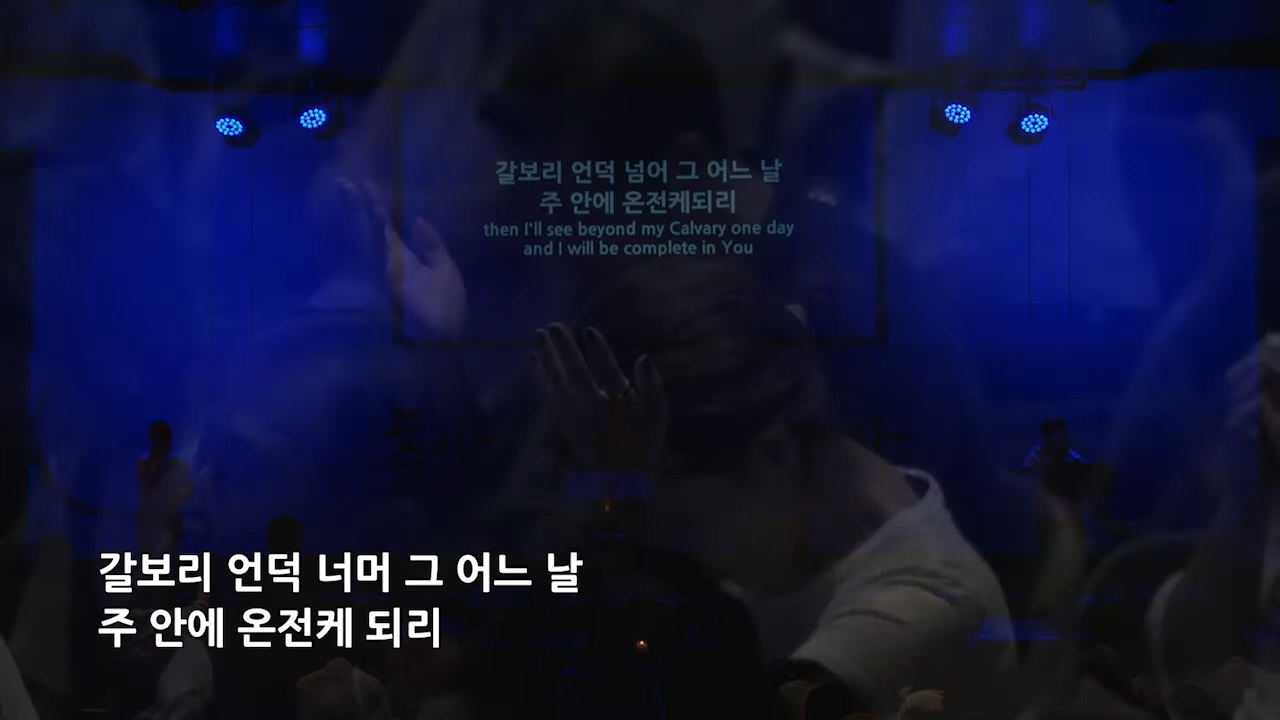 갈보리 언덕 넘어 그 어느 날
주 안에 온전케되리
then I'll see beyond my Calvary one day
and I will be complete in You
갈보리 언덕 너머 그 어느 날
주 안에 온전케 되리